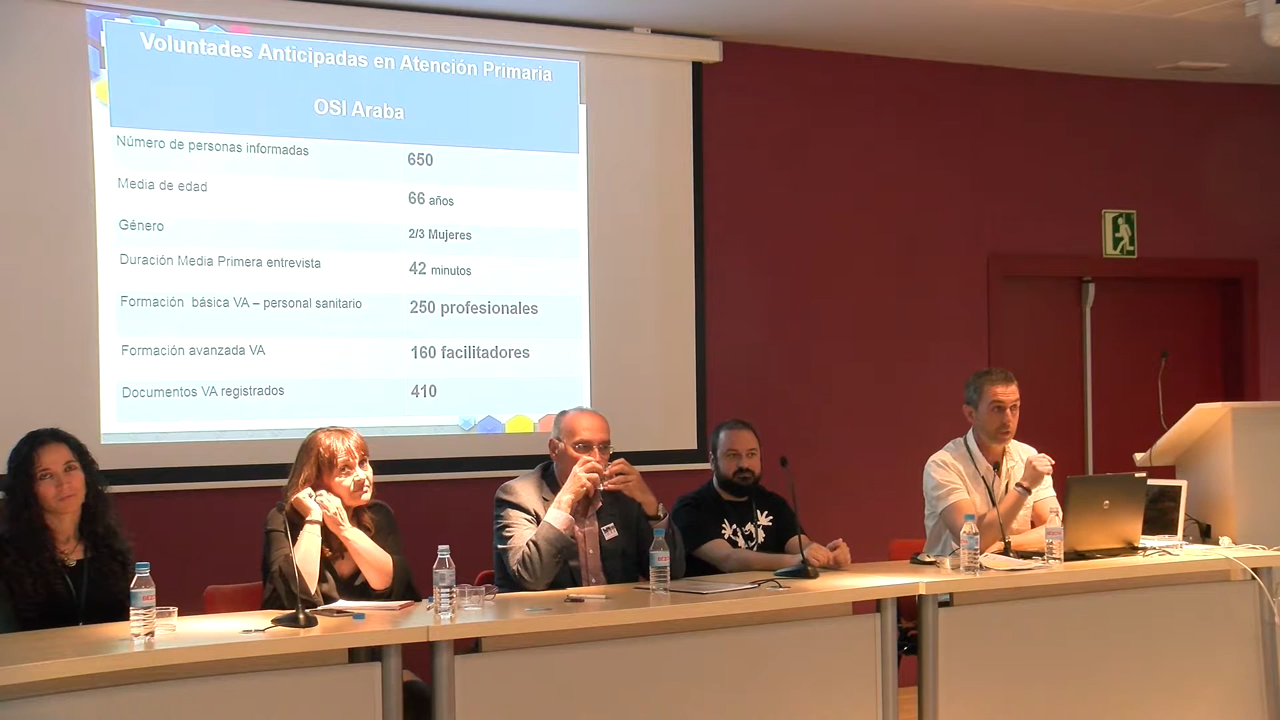 Voluntades Anticipadas en Atención Primaria
OSI Araba
Número de personas informadas 650
Media de edad 66 años
Género 2/3 Mujeres
Duración Media Primera entrevista 42 minutos
Formación básica VA – personal sanitario 250 profesionales
Formación avanzada VA 160 facilitadores
Documentos VA registrados 410